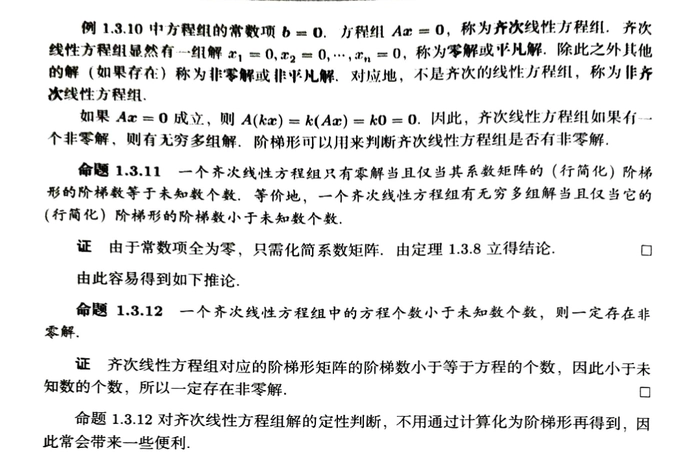 例 1.3.10 中方程组的常数项 b = 0. 方程组 Ax = 0, 称为齐次线性方程组. 齐次
线性方程组显然有一组解 x₁ = 0, x₂ = 0, ⋯, xₙ = 0, 称为零解或平凡解. 除此之外其他
的解 (如果存在) 称为非零解或非平凡解. 对应地, 不是齐次的线性方程组, 称为非齐
次线性方程组.
如果 Ax = 0 成立, 则 A(kx) = k(Ax) = k0 = 0. 因此, 齐次线性方程组如果有一
个非零解, 则有无穷多组解. 阶梯形可以用来判断齐次线性方程组是否有非零解.
命题 1.3.11 一个齐次线性方程组只有零解当且仅当其系数矩阵的 (行简化) 阶梯
形的阶梯数等于未知数个数. 等价地, 一个齐次线性方程组有无穷多组解当且仅当它的
(行简化) 阶梯形的阶梯数小于未知数个数.
证 由于常数项全为零, 只需化简系数矩阵. 由定理 1.3.8 立得结论. □
由此容易得到如下推论.
命题 1.3.12 一个齐次线性方程组中的方程个数小于未知数个数, 则一定存在非
零解.
证 齐次线性方程组对应的阶梯形矩阵的阶梯数小于等于方程的个数, 因此小于未
知数的个数, 所以一定存在非零解. □
命题 1.3.12 对齐次线性方程组解的定性判断, 不用通过计算化为阶梯形再得到, 因
此常会带来一些便利.